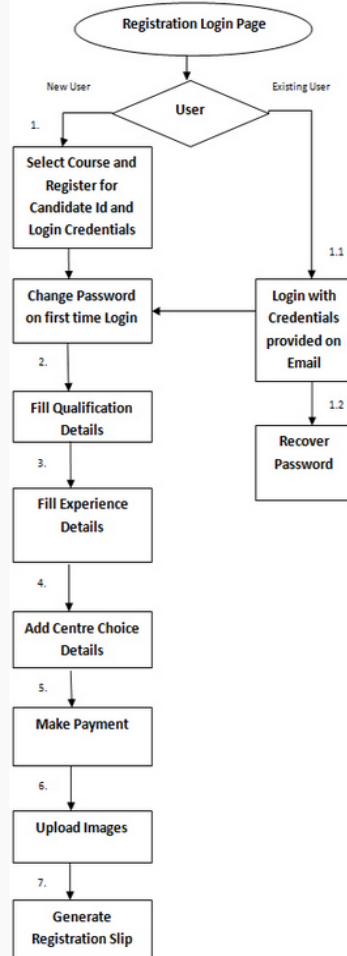 Registration Login Page
New User
Existing User
User
1.
Select Course and
Register for
Candidate Id and
Login Credentials
1.1
Change Password
on first time Login
Login with
Credentials
provided on
Email
2.
1.2
Fill Qualification
Details
Recover
Password
3.
Fill Experience
Details
4.
Add Centre Choice
Details
5.
Make Payment
6.
Upload Images
7.
Generate
Registration Slip